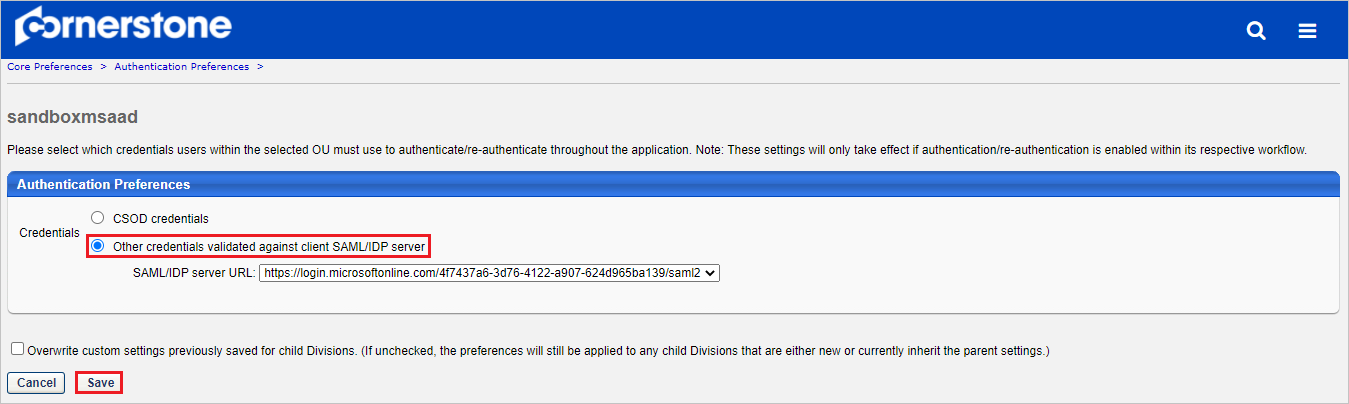 cornerstone
Core Preferences > Authentication Preferences >
sandboxmsaad
Please select which credentials users within the selected OU must use to authenticate/re-authenticate throughout the application. Note: These settings will only take effect if authentication/re-authentication is enabled within its respective workflow.
Authentication Preferences
CSOD credentials
Credentials
Other credentials validated against client SAML/IDP server
SAML/IDP server URL: https://login.microsoftonline.com/4f7437a6-3d76-4122-a907-624d965ba139/saml2
Overwrite custom settings previously saved for child Divisions. (If unchecked, the preferences will still be applied to any child Divisions that are either new or currently inherit the parent settings.)
Cancel Save